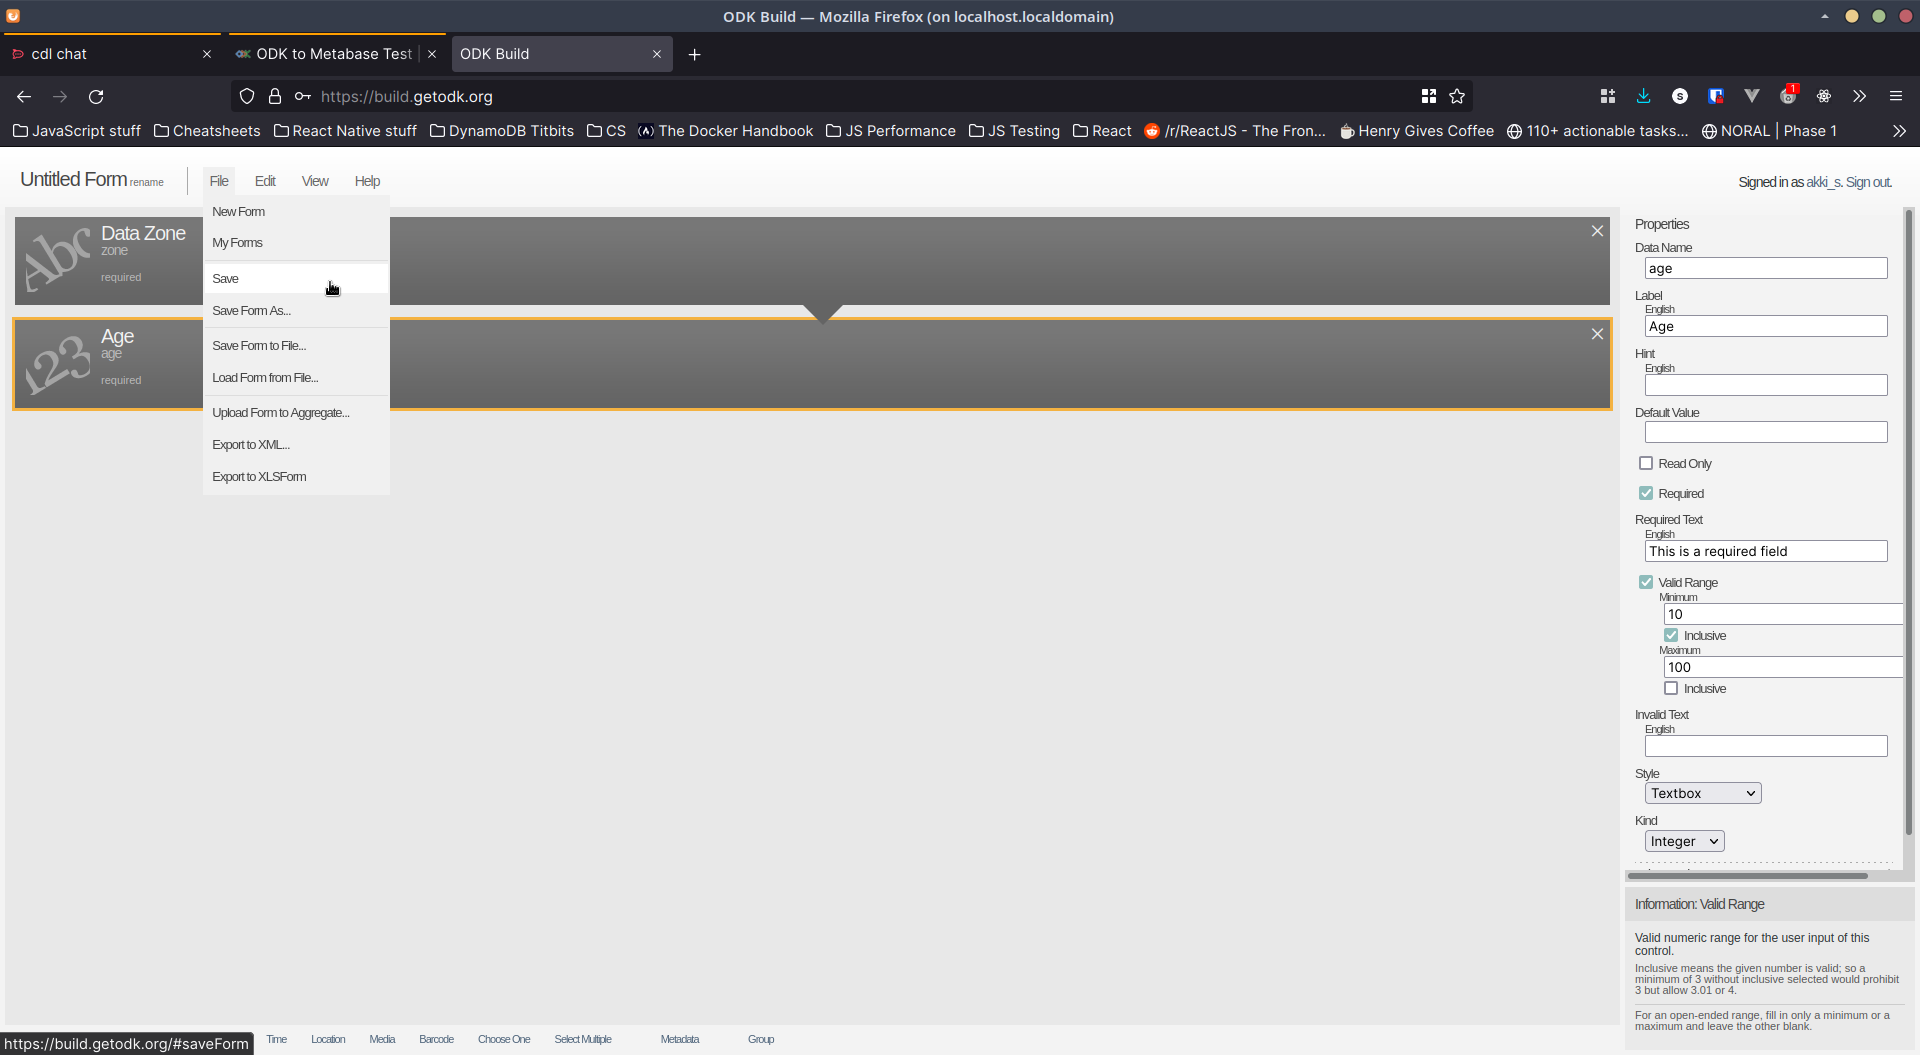 ODK Build — Mozilla Firefox (on localhost.localdomain)
cdl chat
ODK to Metabase Test
ODK Build
https://build.getodk.org
1
JavaScript stuff
Cheatsheets
React Native stuff
DynamoDB Titbits
CS
The Docker Handbook
JS Performance
JS Testing
React
/r/ReactJS - The Fron...
Henry Gives Coffee
110+ actionable tasks...
NORAL | Phase 1
Untitled Form rename
File
Edit
View
Help
Signed in as akki_s. Sign out.
New Form
My Forms
Save
Save Form As...
Save Form to File...
Load Form from File...
Upload Form to Aggregate...
Export to XML...
Export to XLSForm
Abc
Data Zone
zone
required
123
Age
age
required
Properties
Data Name
age
Label
English
Age
Hint
English
Default Value
Read Only
Required
Required Text
English
This is a required field
Valid Range
Minimum
10
Inclusive
Maximum
100
Inclusive
Invalid Text
English
Style
Textbox
Kind
Integer
Information: Valid Range
Valid numeric range for the user input of this
control.
Inclusive means the given number is valid; so a
minimum of 3 without inclusive selected would prohibit
3 but allow 3.01 or 4.
For an open-ended range, fill in only a minimum or a
maximum and leave the other blank.
https://build.getodk.org/#saveForm
Time
Location
Media
Barcode
Choose One
Select Multiple
Metadata
Group